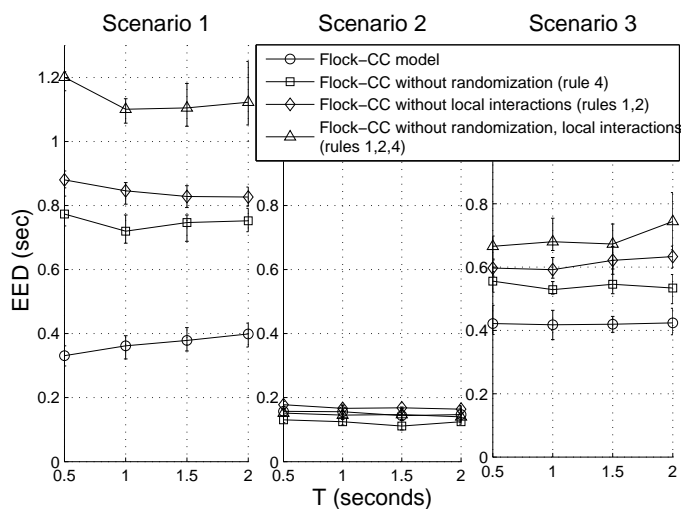 Scenario 1
Scenario 2
Scenario 3
Flock−CC model
Flock−CC without randomization (rule 4)
Flock−CC without local interactions (rules 1,2)
Flock−CC without randomization, local interactions
(rules 1,2,4)
EED (sec)
1.2
1
0.8
0.6
0.4
0.2
0
0.5
1
1.5
2
0.8
0.6
0.4
0.2
0
0.5
1
1.5
2
0.8
0.6
0.4
0.2
0
0.5
1
1.5
2
T (seconds)